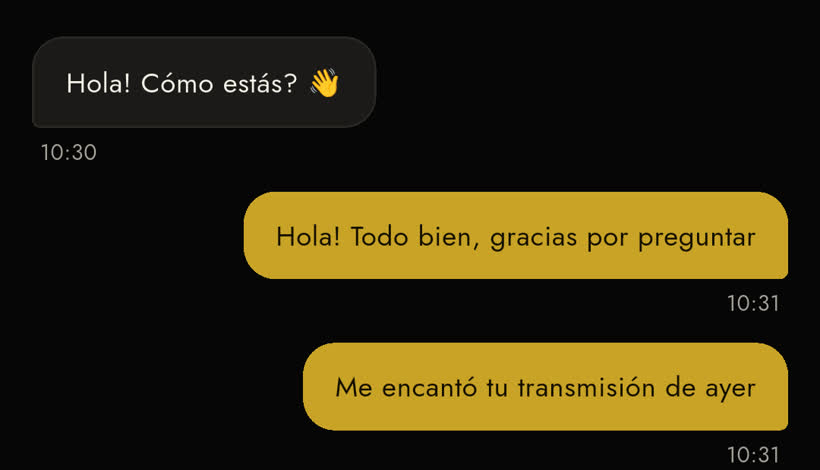 Hola! Cómo estás? 👋
10:30
Hola! Todo bien, gracias por preguntar
10:31
Me encantó tu transmisión de ayer
10:31